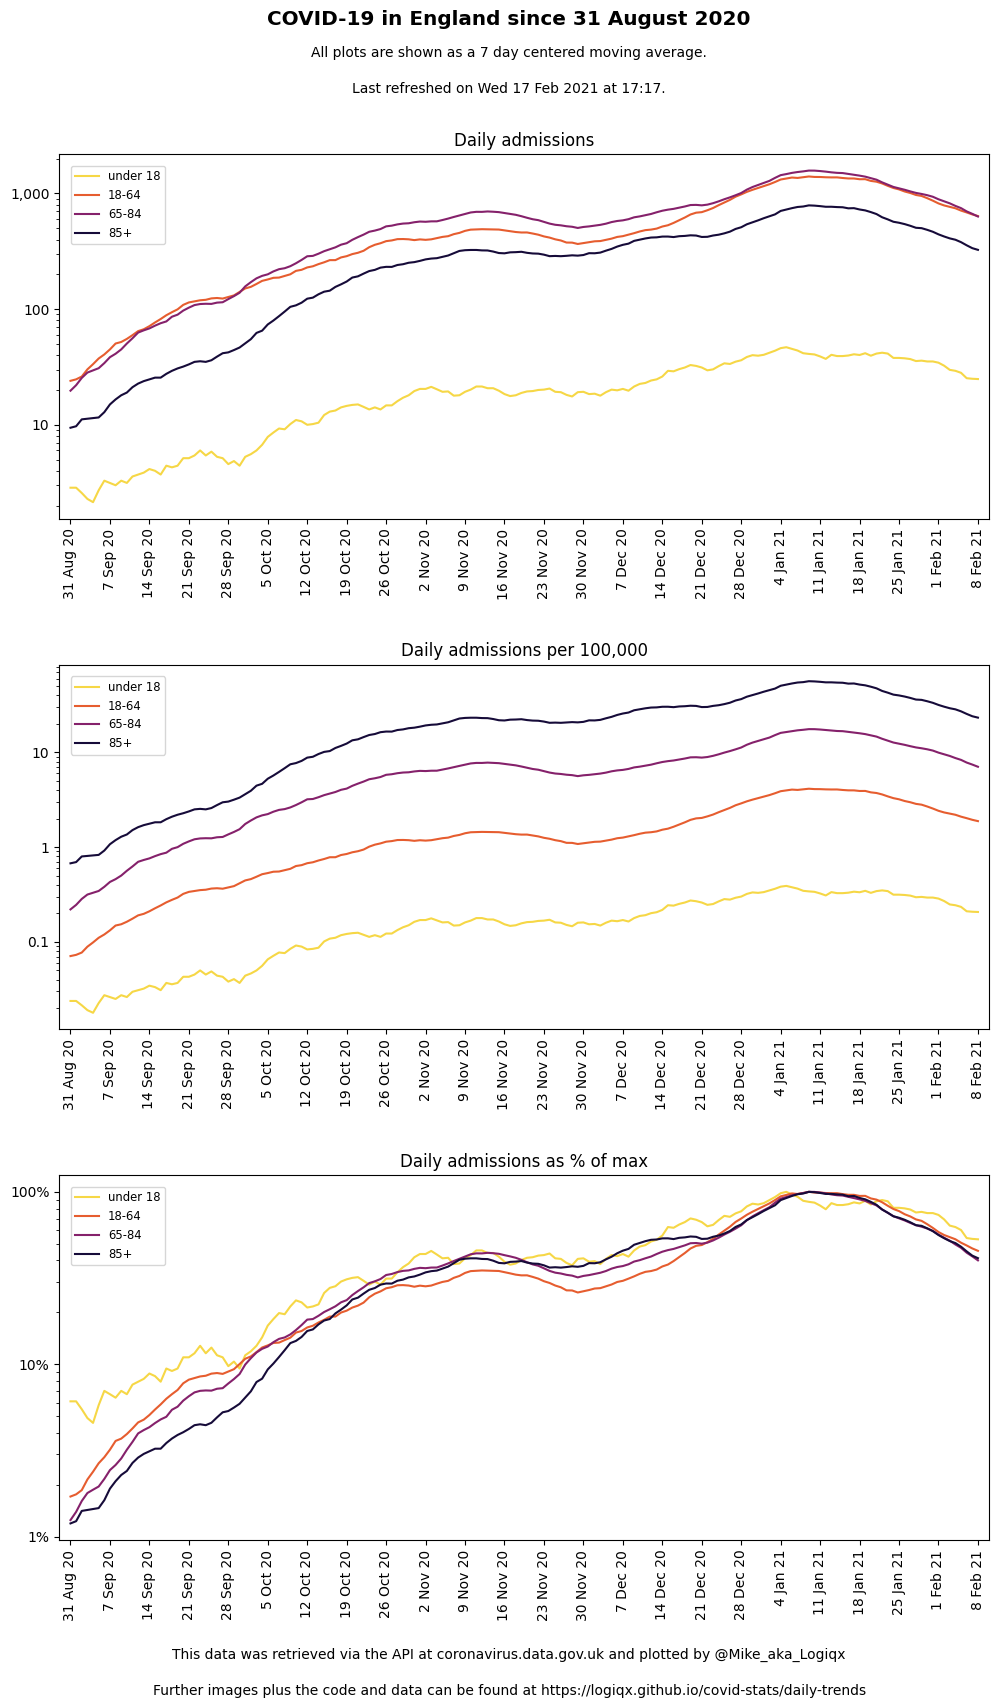 COVID-19 in England since 31 August 2020
All plots are shown as a 7 day centered moving average.
Last refreshed on Wed 17 Feb 2021 at 17:17.
Daily admissions
under 18
18-64
65-84
85+
1,000
100
10
31 Aug 20
7 Sep 20
14 Sep 20
21 Sep 20
28 Sep 20
5 Oct 20
12 Oct 20
19 Oct 20
26 Oct 20
2 Nov 20
9 Nov 20
16 Nov 20
23 Nov 20
30 Nov 20
7 Dec 20
14 Dec 20
21 Dec 20
28 Dec 20
4 Jan 21
11 Jan 21
18 Jan 21
25 Jan 21
1 Feb 21
8 Feb 21
Daily admissions per 100,000
under 18
18-64
65-84
85+
10
1
0.1
31 Aug 20
7 Sep 20
14 Sep 20
21 Sep 20
28 Sep 20
5 Oct 20
12 Oct 20
19 Oct 20
26 Oct 20
2 Nov 20
9 Nov 20
16 Nov 20
23 Nov 20
30 Nov 20
7 Dec 20
14 Dec 20
21 Dec 20
28 Dec 20
4 Jan 21
11 Jan 21
18 Jan 21
25 Jan 21
1 Feb 21
8 Feb 21
Daily admissions as % of max
under 18
18-64
65-84
85+
100%
10%
1%
31 Aug 20
7 Sep 20
14 Sep 20
21 Sep 20
28 Sep 20
5 Oct 20
12 Oct 20
19 Oct 20
26 Oct 20
2 Nov 20
9 Nov 20
16 Nov 20
23 Nov 20
30 Nov 20
7 Dec 20
14 Dec 20
21 Dec 20
28 Dec 20
4 Jan 21
11 Jan 21
18 Jan 21
25 Jan 21
1 Feb 21
8 Feb 21
This data was retrieved via the API at coronavirus.data.gov.uk and plotted by @Mike_aka_Logiqx
Further images plus the code and data can be found at https://logiqx.github.io/covid-stats/daily-trends